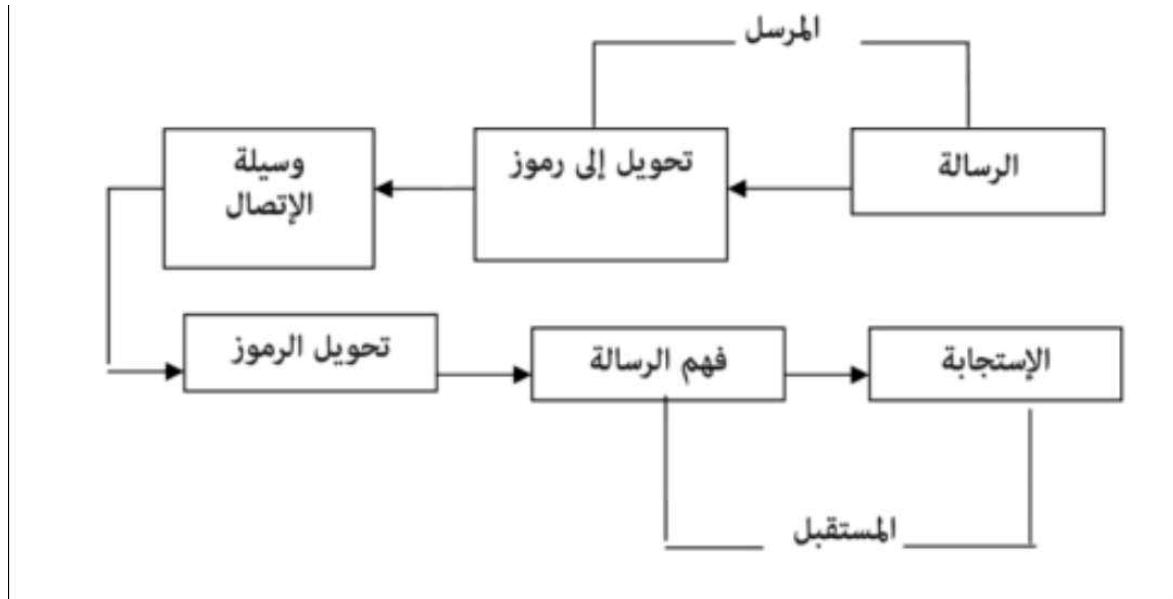 المرسل
الرسالة
تحويل إلى رموز
وسيلة
الإتصال
تحويل الرموز
فهم الرسالة
الإستجابة
المستقبل